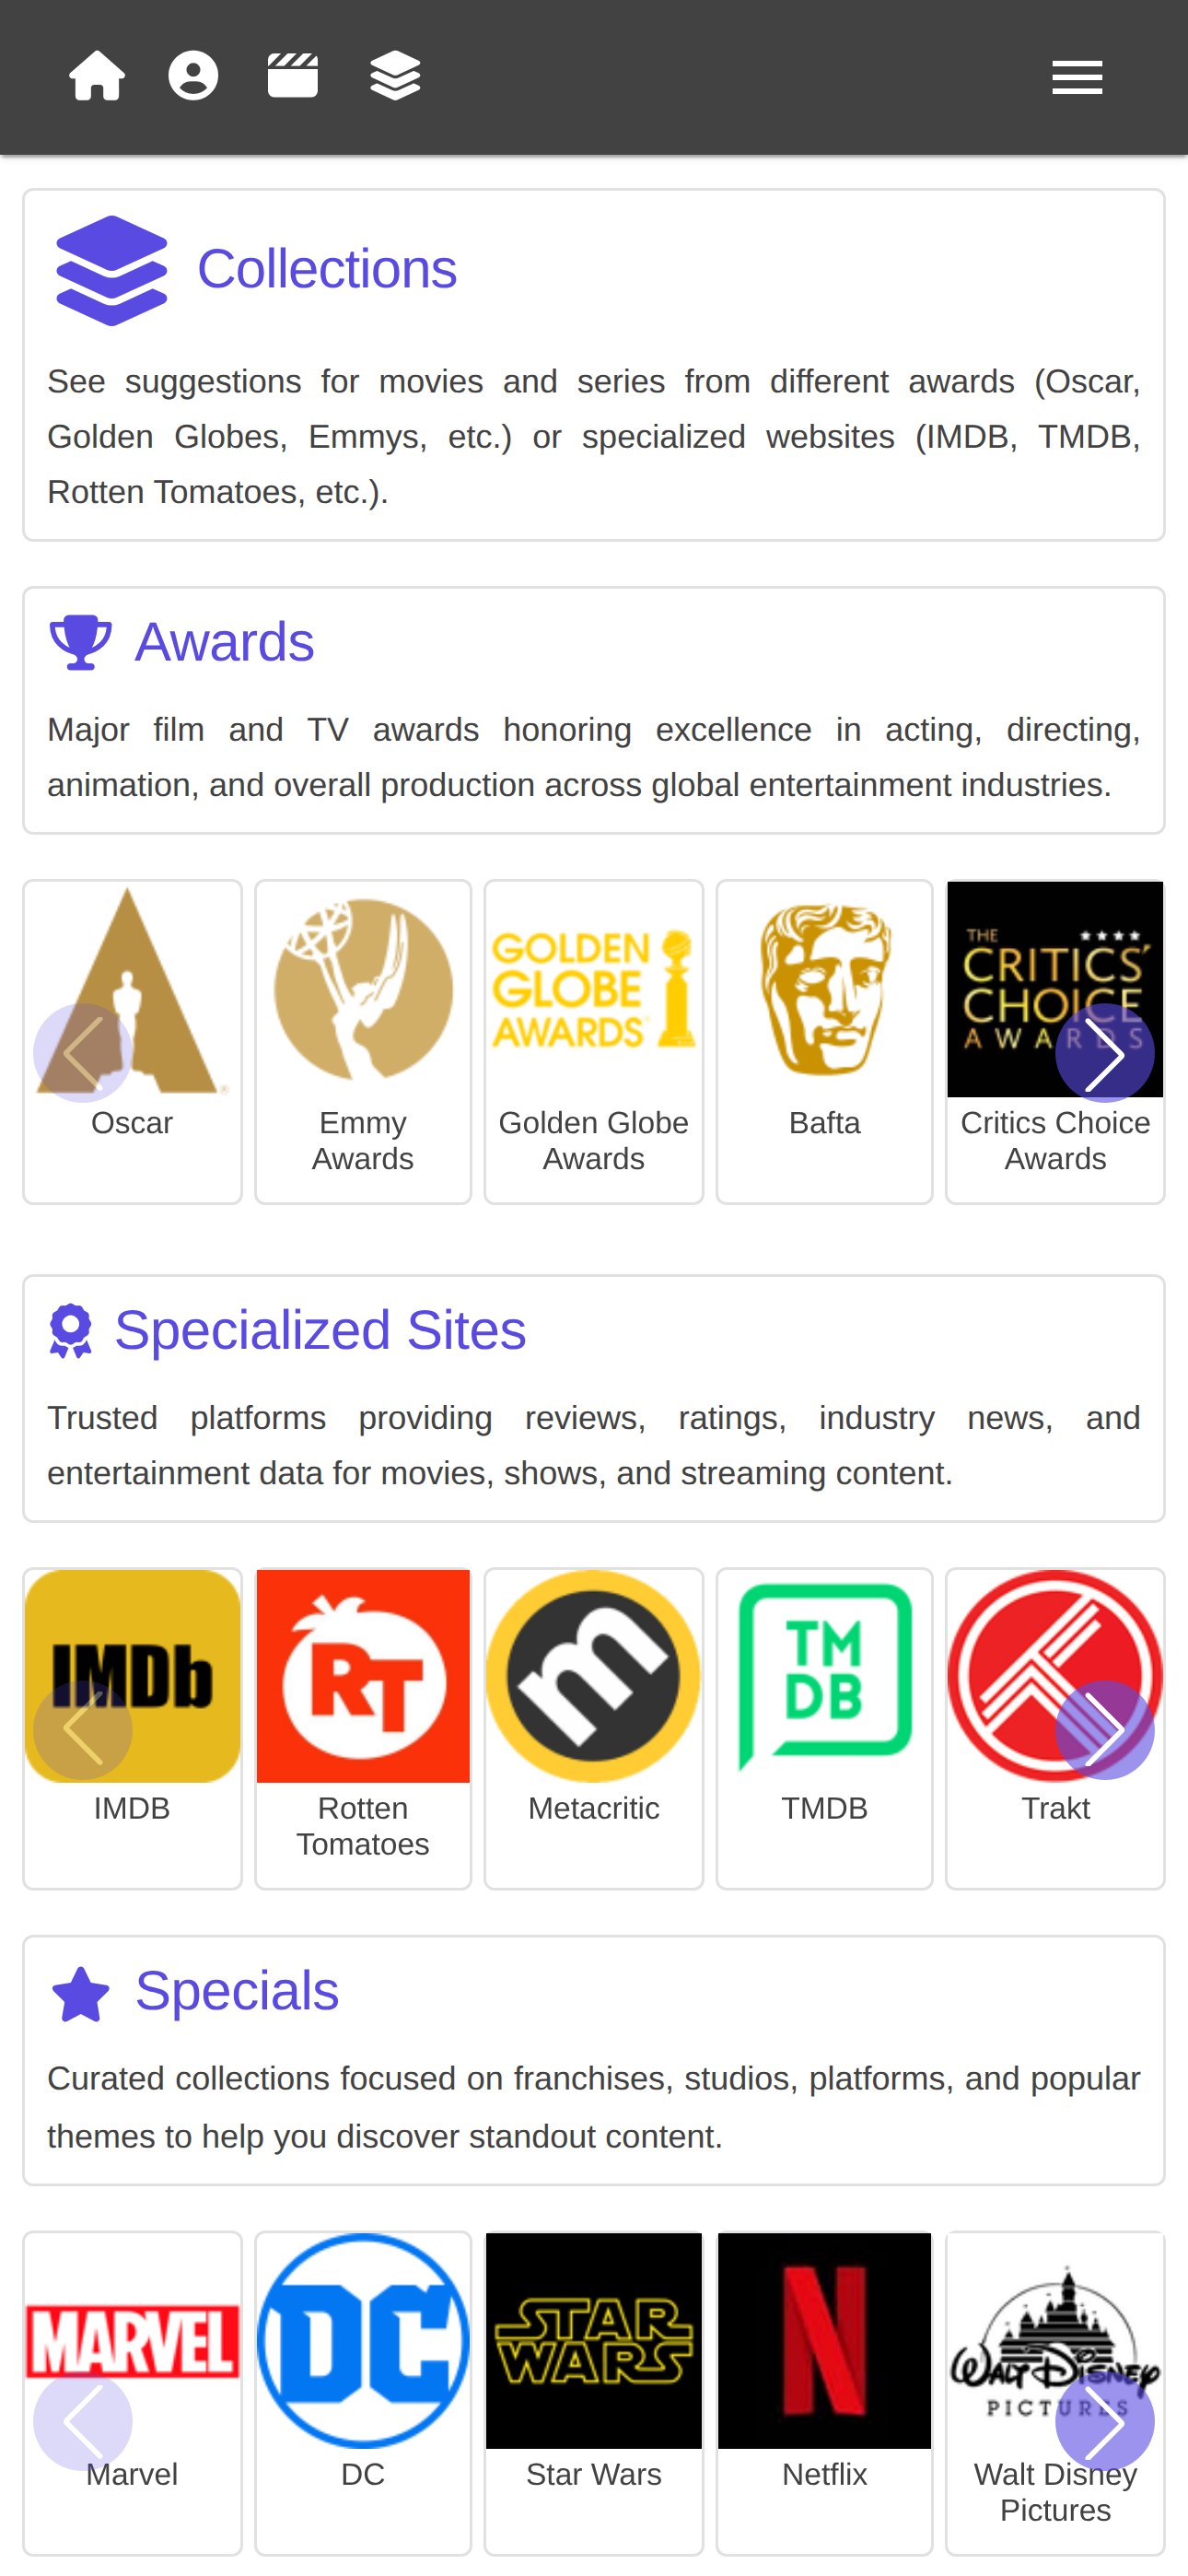 Collections
See suggestions for movies and series from different awards (Oscar,
Golden Globes, Emmys, etc.) or specialized websites (IMDB, TMDB,
Rotten Tomatoes, etc.).
Awards
Major film and TV awards honoring excellence in acting, directing,
animation, and overall production across global entertainment industries.
GOLDEN
GLOBE
AWARDS
THE
CRITICS'
CHOICE
AWARDS
Oscar
Emmy
Awards
Golden Globe
Awards
Bafta
Critics Choice
Awards
Specialized Sites
Trusted platforms providing reviews, ratings, industry news, and
entertainment data for movies, shows, and streaming content.
IMDb
RT
m
TM
DB
IMDB
Rotten
Tomatoes
Metacritic
TMDB
Trakt
Specials
Curated collections focused on franchises, studios, platforms, and popular
themes to help you discover standout content.
MARVEL
DC
STAR
WARS
N
WALT DISNEY
PICTURES
Marvel
DC
Star Wars
Netflix
Walt Disney
Pictures